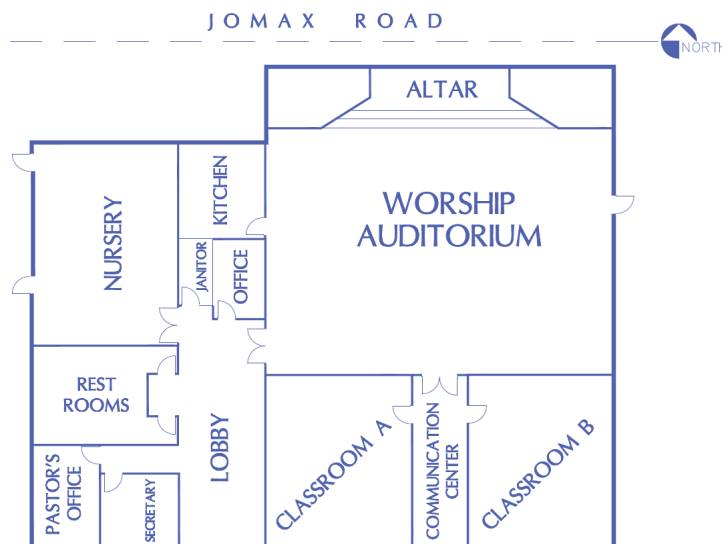 JOMAX ROAD
NORTH
ALTAR
WORSHIP
AUDITORIUM
KITCHEN
NURSERY
JANITOR
OFFICE
REST
ROOMS
LOBBY
CLASSROOM A
COMMUNICATION
CENTER
CLASSROOM B
PASTOR'S
OFFICE
SECRETARY